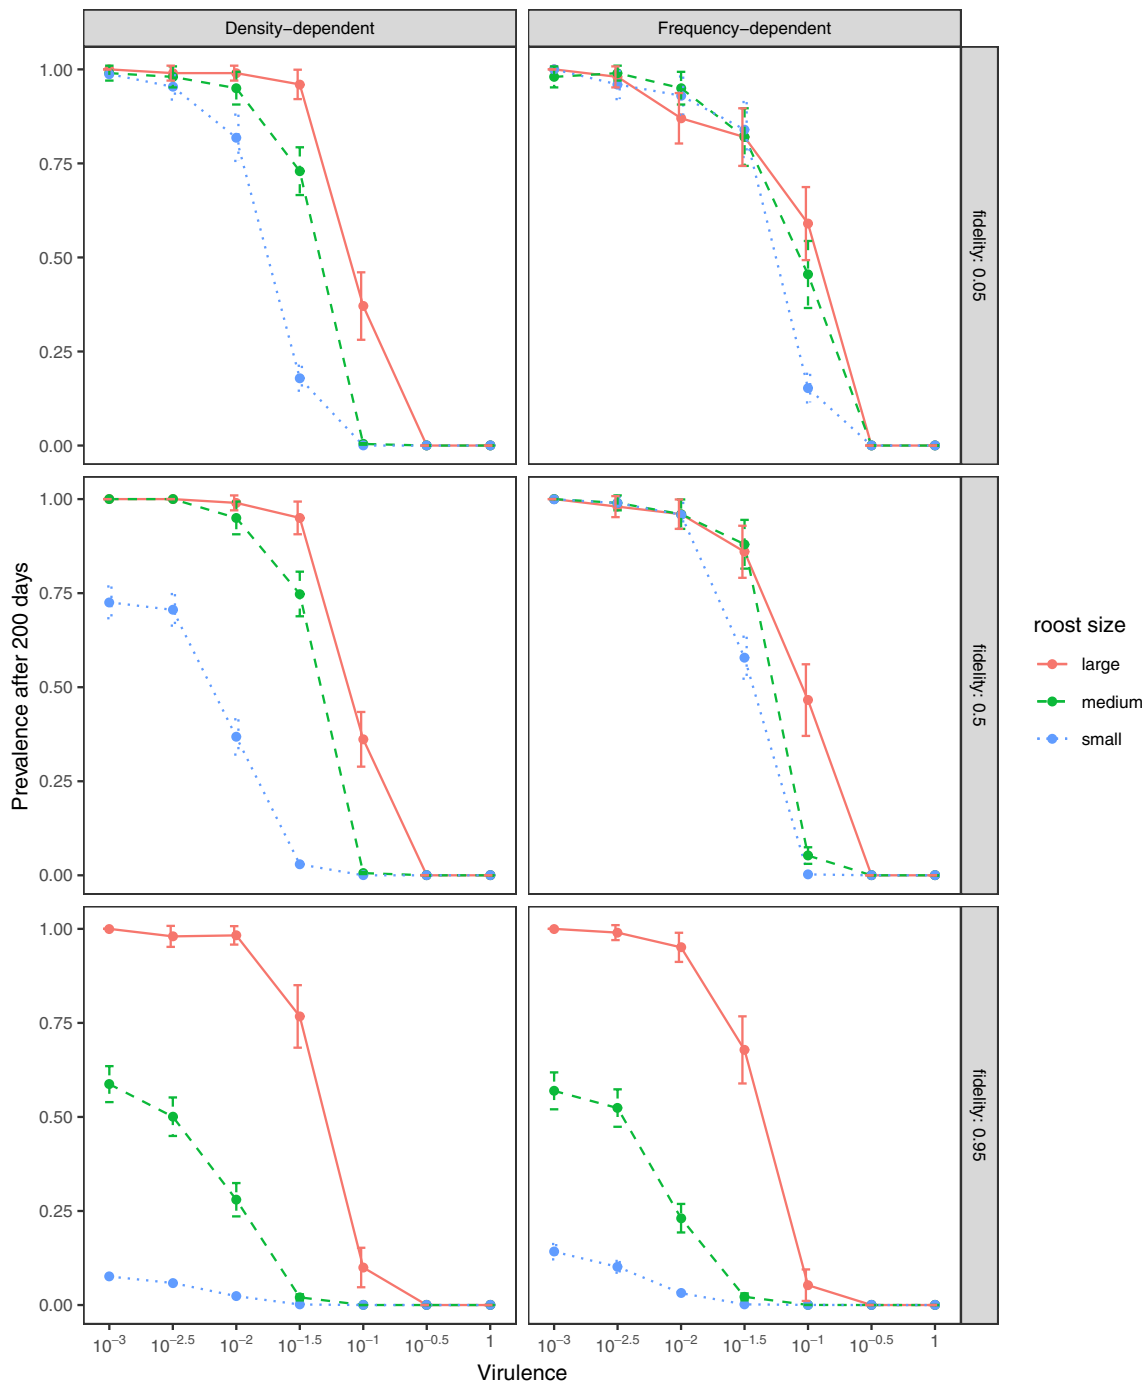 Density−dependent
Frequency−dependent
1.00
0.75
0.50
0.25
0.00
fidelity: 0.05
1.00
0.75
0.50
0.25
0.00
fidelity: 0.5
1.00
0.75
0.50
0.25
0.00
fidelity: 0.95
Prevalence after 200 days
10⁻³ 10⁻²·⁵ 10⁻² 10⁻¹·⁵ 10⁻¹ 10⁻⁰·⁵ 1
10⁻³ 10⁻²·⁵ 10⁻² 10⁻¹·⁵ 10⁻¹ 10⁻⁰·⁵ 1
Virulence
roost size
large
medium
small